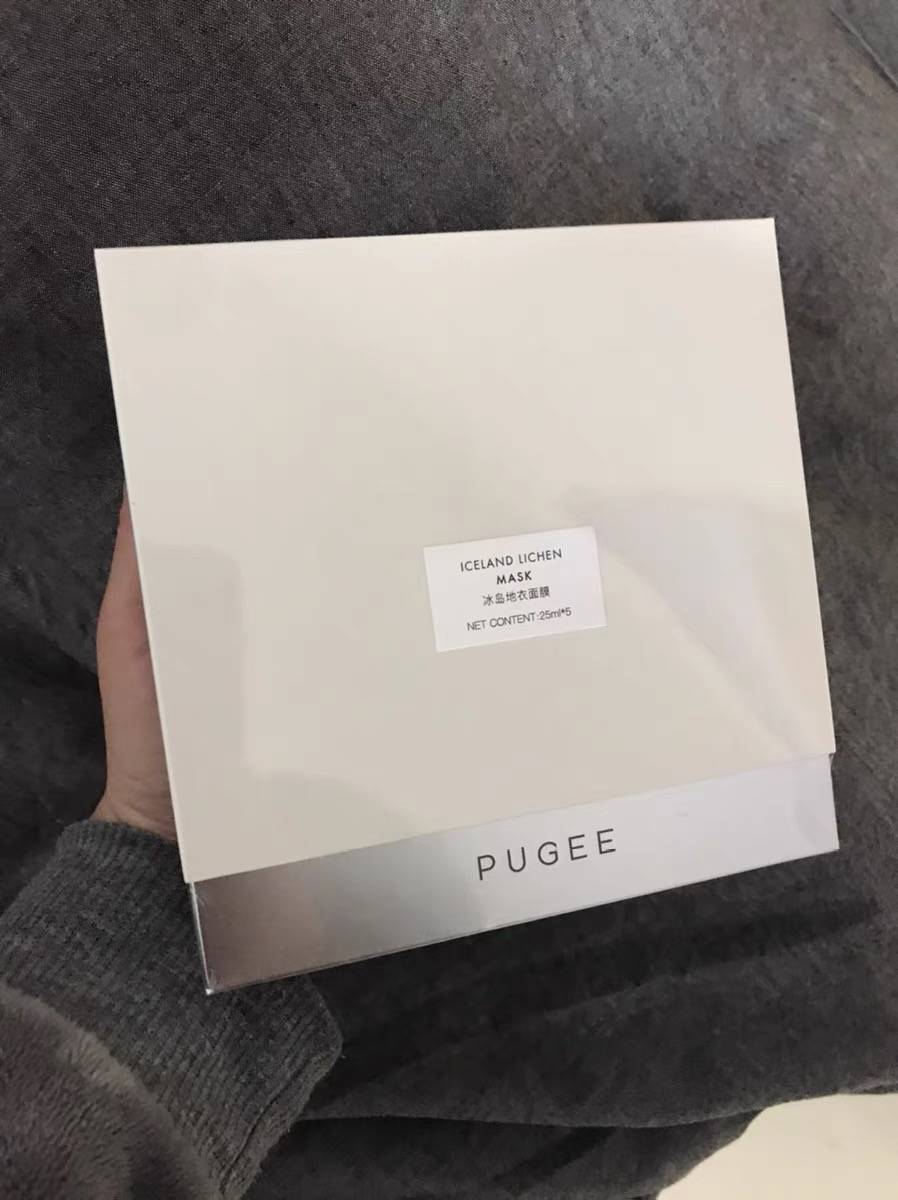 ICELAND LICHEN
MASK
冰岛地衣面膜
NET CONTENT:25ml*5
PUGEE